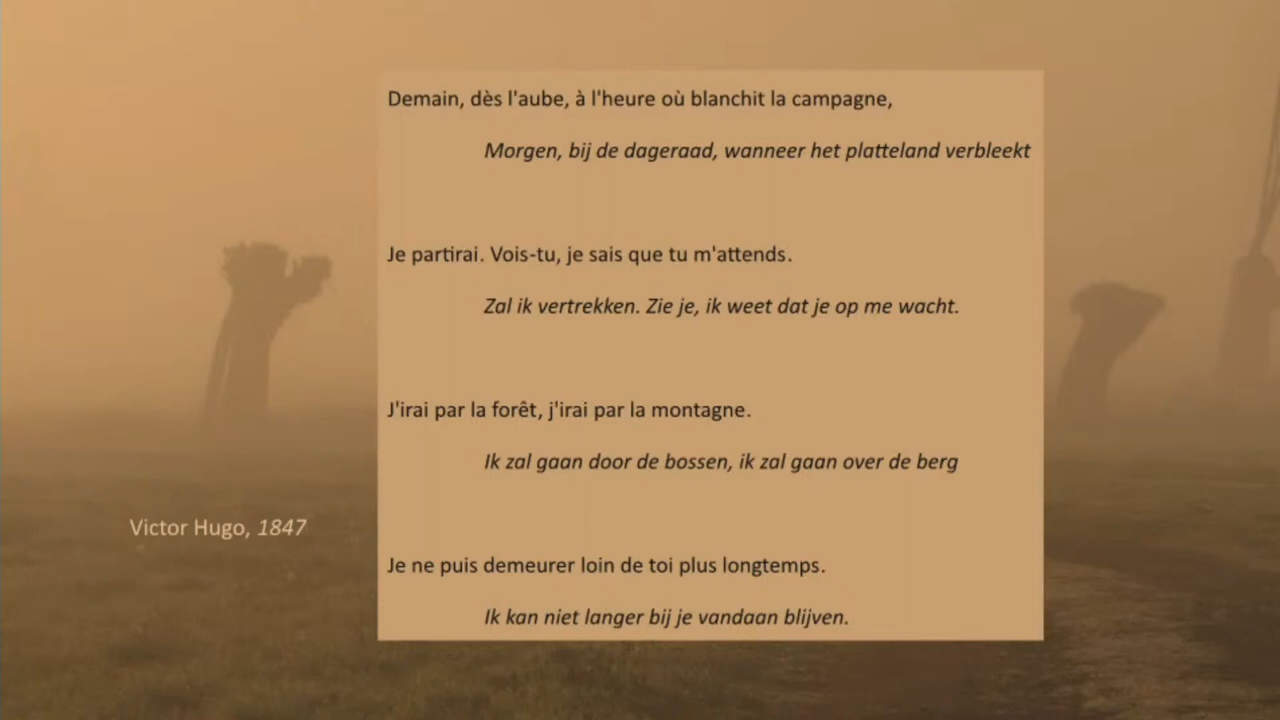 Demain, dès l'aube, à l'heure où blanchit la campagne,
Morgen, bij de dageraad, wanneer het platteland verbleekt
Je partirai. Vois-tu, je sais que tu m'attends.
Zal ik vertrekken. Zie je, ik weet dat je op me wacht.
J'irai par la forêt, j'irai par la montagne.
Ik zal gaan door de bossen, ik zal gaan over de berg
Je ne puis demeurer loin de toi plus longtemps.
Ik kan niet langer bij je vandaan blijven.
Victor Hugo, 1847